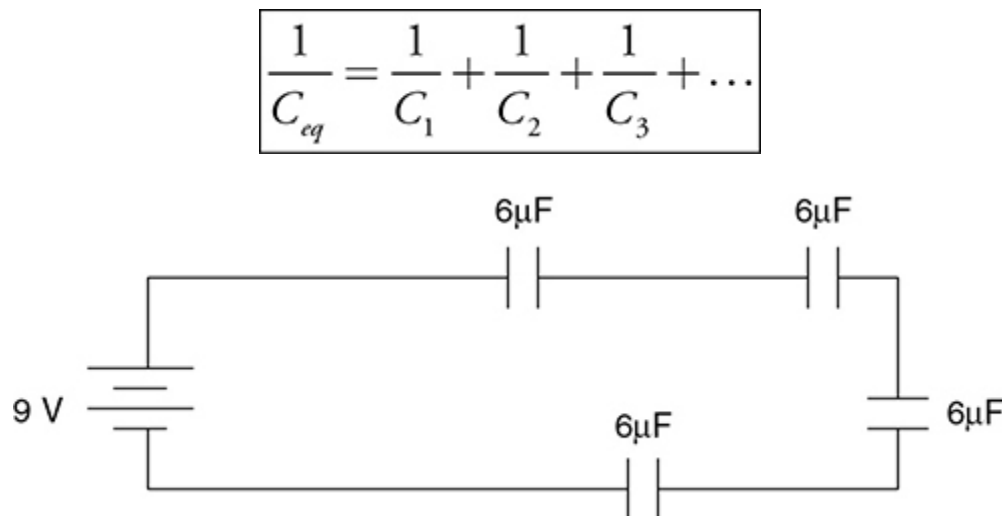 1/C_eq = 1/C_1 + 1/C_2 + 1/C_3 + ...
6μF 6μF
9 V
6μF
6μF